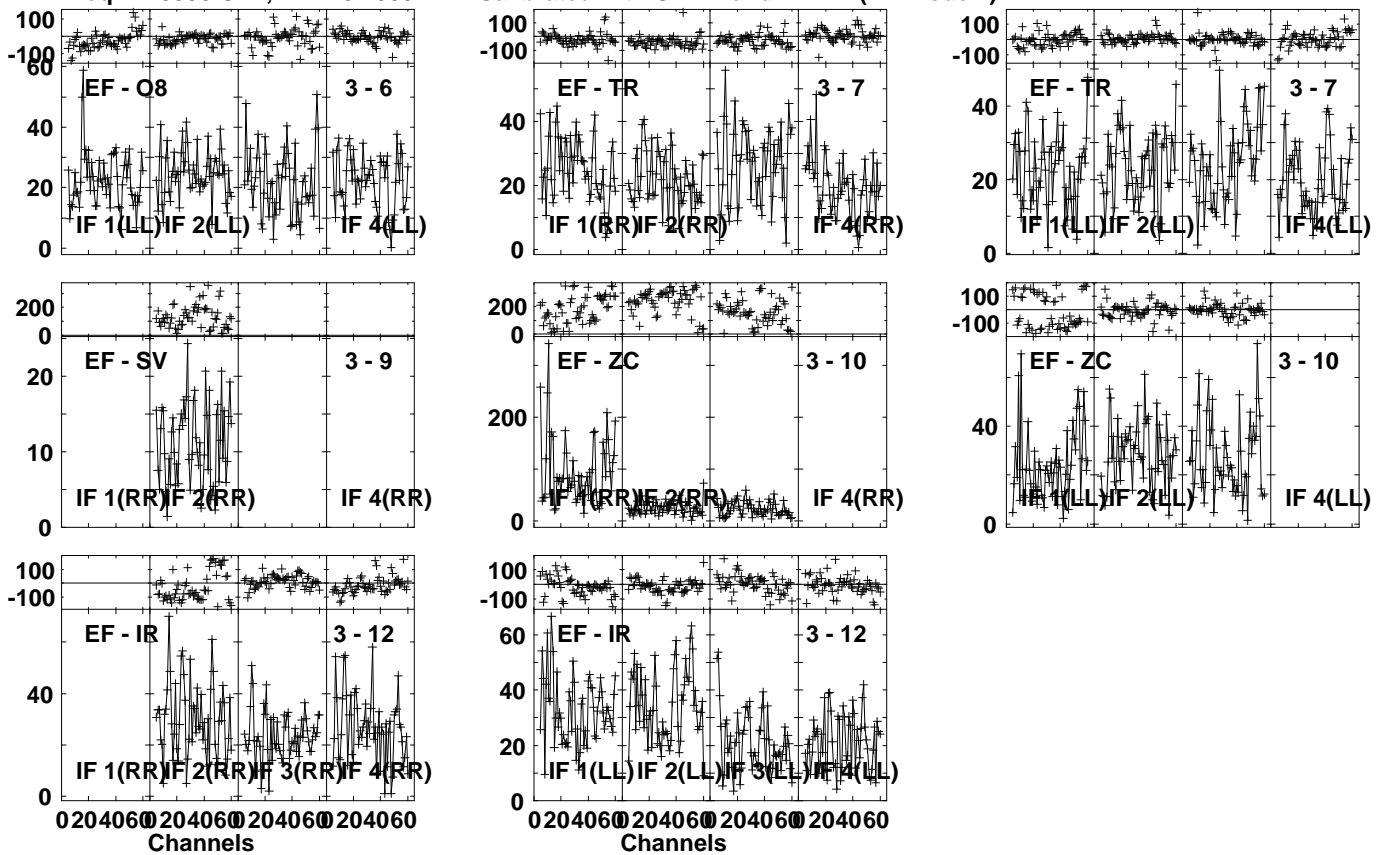 100
-100
60
40
20
0
EF - O8 3 - 6
IF 1(LL) IF 2(LL) IF 4(LL)
100
-100
40
20
0
EF - TR 3 - 7
IF 1(RR) IF 2(RR) IF 4(RR)
100
-100
40
20
0
EF - TR 3 - 7
IF 1(LL) IF 2(LL) IF 4(LL)
200
0
20
10
0
EF - SV 3 - 9
IF 1(RR) IF 2(RR) IF 4(RR)
200
0
200
0
EF - ZC 3 - 10
IF 1(RR) IF 2(RR) IF 4(RR)
100
-100
40
0
EF - ZC 3 - 10
IF 1(LL) IF 2(LL) IF 4(LL)
100
-100
40
0
EF - IR 3 - 12
IF 1(RR) IF 2(RR) IF 3(RR) IF 4(RR)
0 20 40 60 0 20 40 60 0 20 40 60 0 20 40 60
Channels
100
-100
60
40
20
0
EF - IR 3 - 12
IF 1(LL) IF 2(LL) IF 3(LL) IF 4(LL)
0 20 40 60 0 20 40 60 0 20 40 60 0 20 40 60
Channels